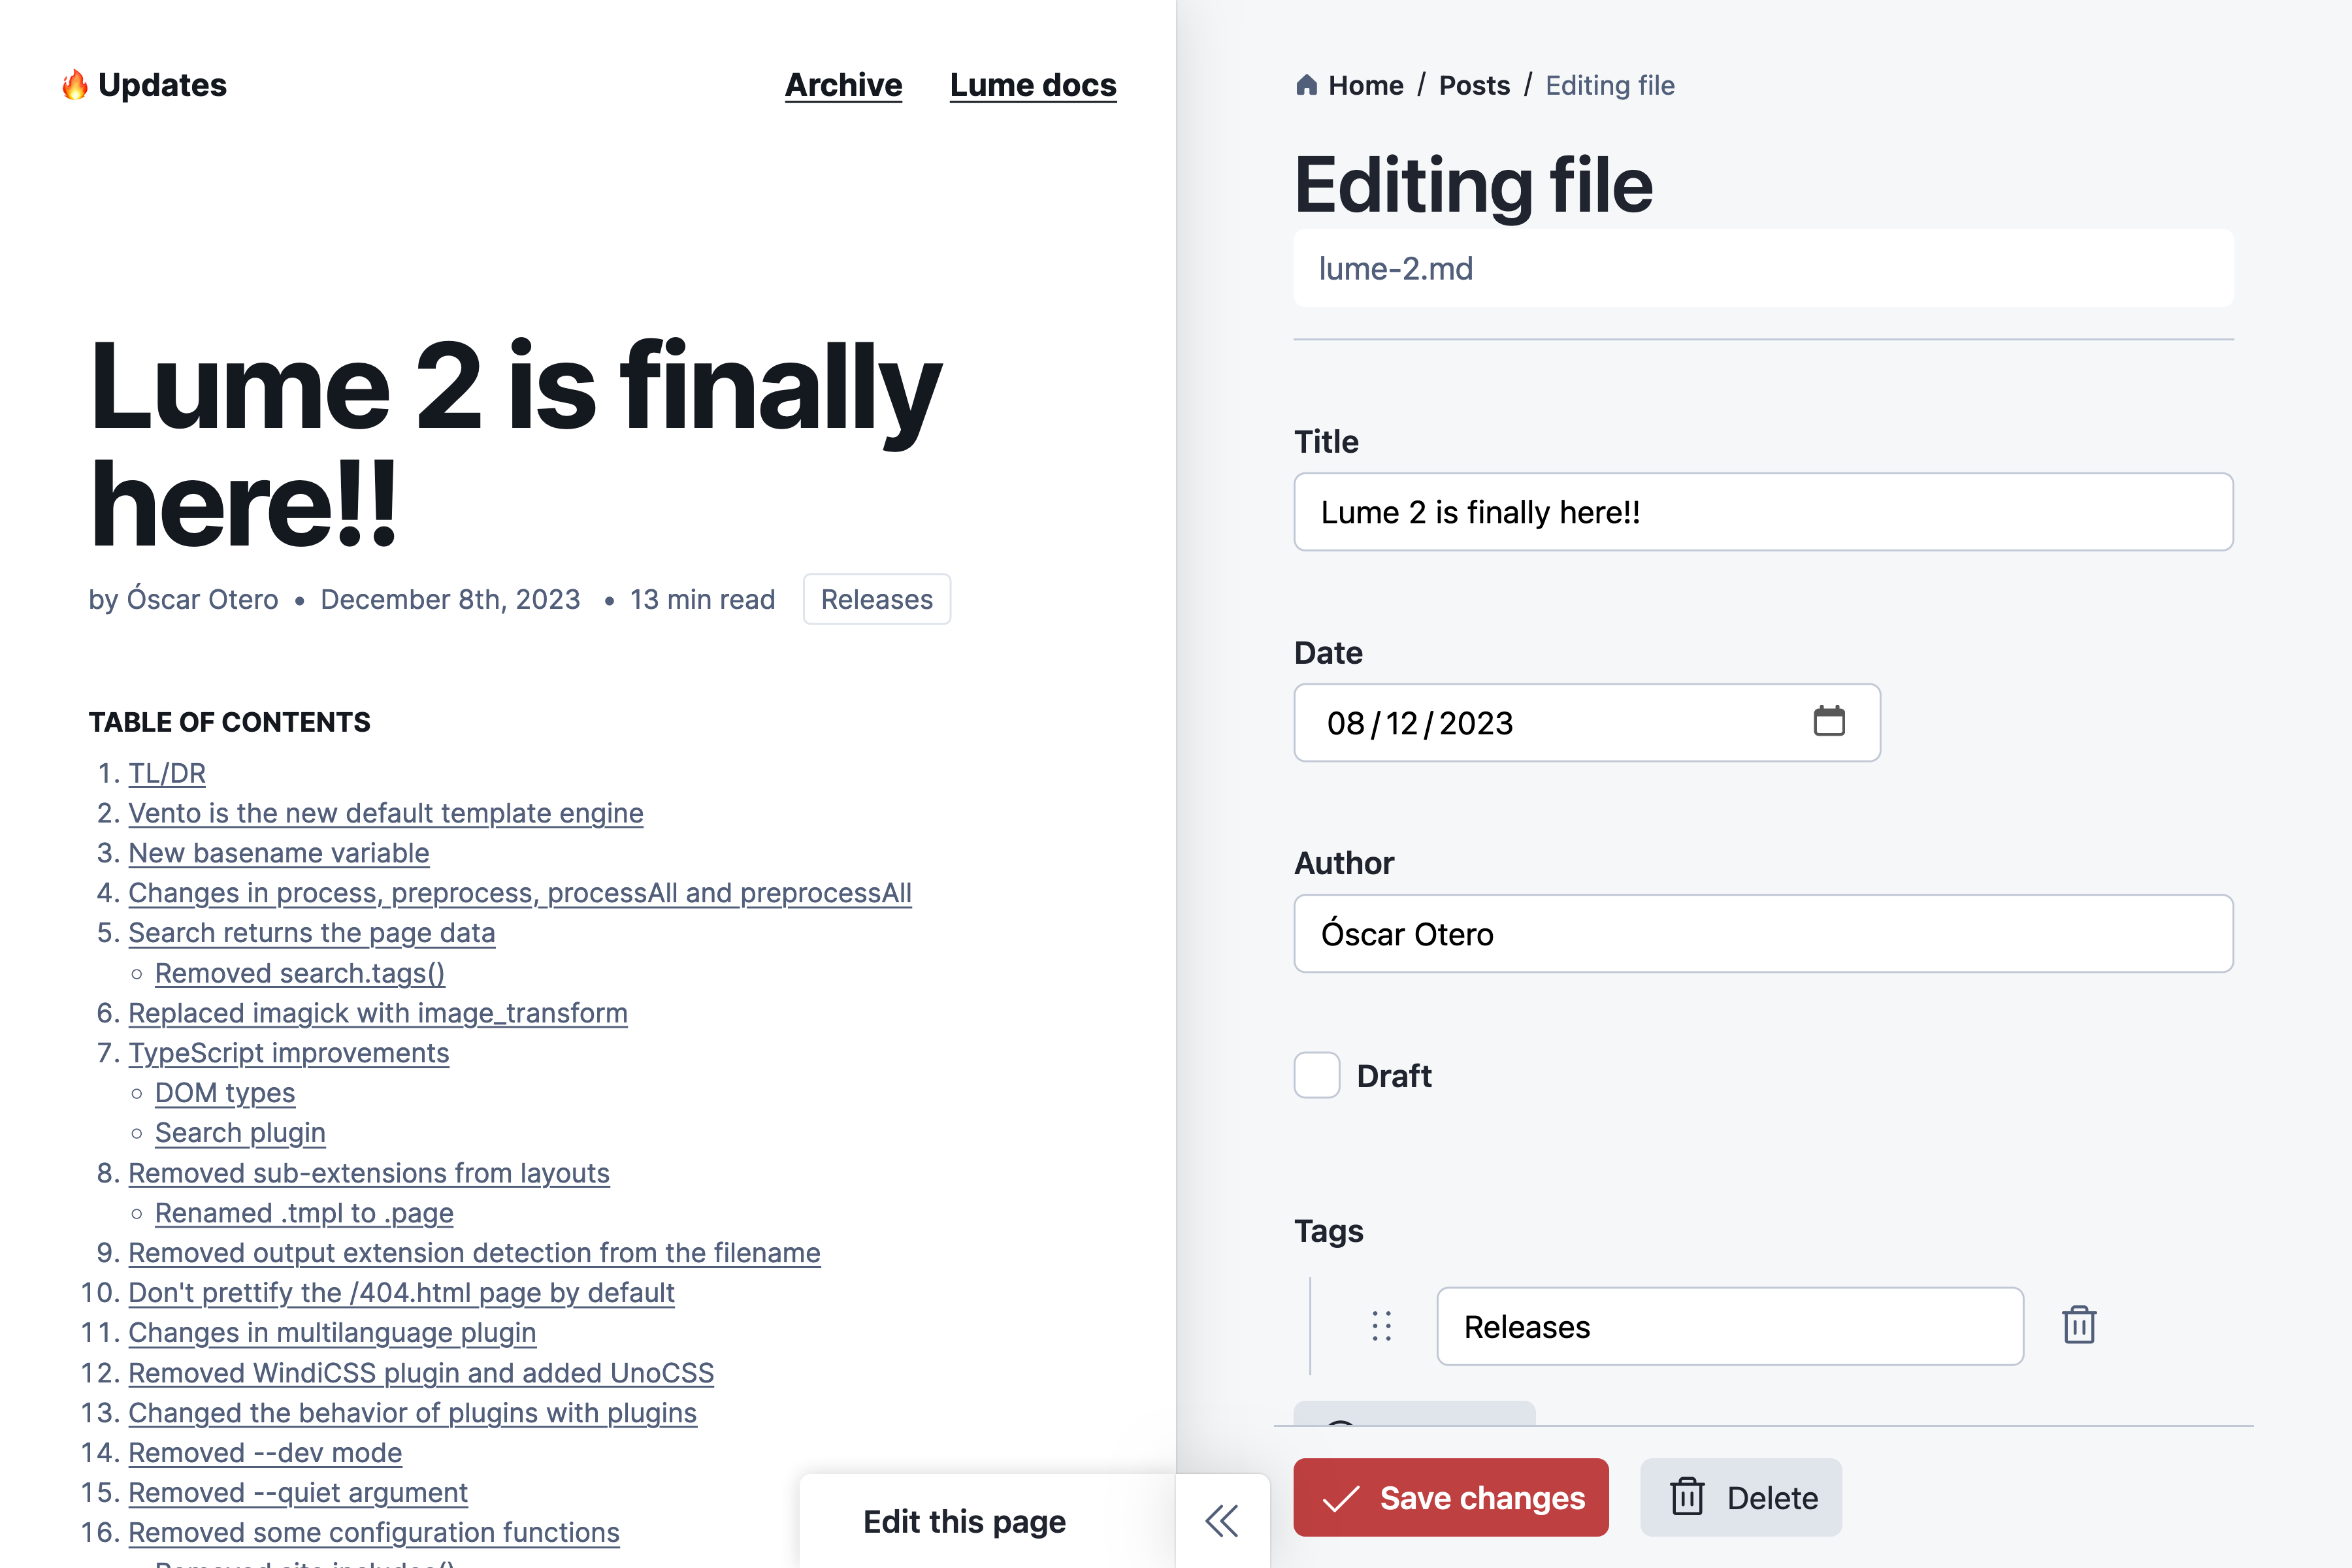 🔥 Updates
Archive
Lume docs
Lume 2 is finally
here!!
by Óscar Otero • December 8th, 2023 • 13 min read Releases
TABLE OF CONTENTS
1. TL/DR
2. Vento is the new default template engine
3. New basename variable
4. Changes in process, preprocess, processAll and preprocessAll
5. Search returns the page data
Removed search.tags()
6. Replaced imagick with image_transform
7. TypeScript improvements
DOM types
Search plugin
8. Removed sub-extensions from layouts
Renamed .tmpl to .page
9. Removed output extension detection from the filename
10. Don't prettify the /404.html page by default
11. Changes in multilanguage plugin
12. Removed WindiCSS plugin and added UnoCSS
13. Changed the behavior of plugins with plugins
14. Removed --dev mode
15. Removed --quiet argument
16. Removed some configuration functions
Edit this page
Home / Posts / Editing file
Editing file
lume-2.md
Title
Lume 2 is finally here!!
Date
08/12/2023
Author
Óscar Otero
Draft
Tags
Releases
Save changes
Delete